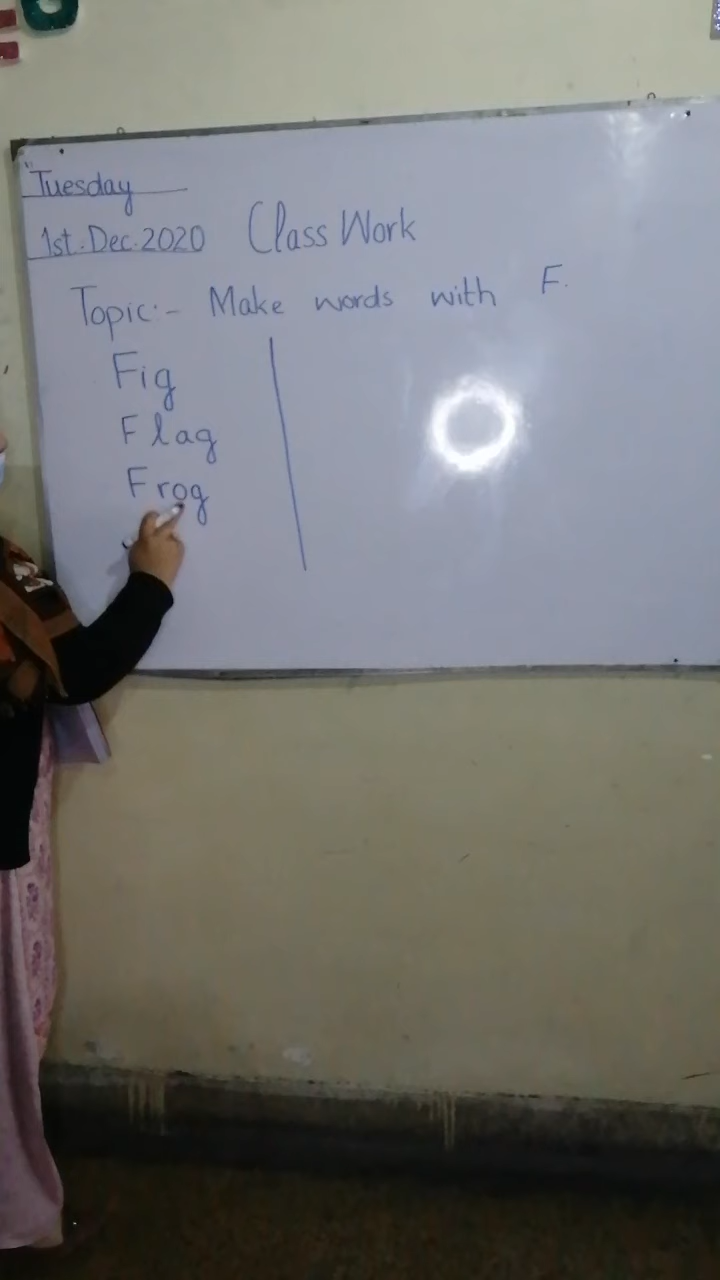 Tuesday
1st.Dec.2020 Class Work
Topic:- Make words with F.
Fig
Flag
Frog